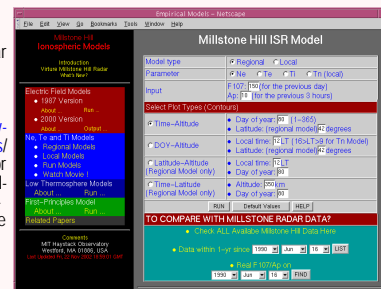 Empirical Models – Netscape
File Edit View Go Bookmarks Tools Window Help
Millstone Hill
Ionospheric Models
Introduction
Virture Millstone Hill Radar
What's New?
Electric Field Models
1987 Version
About ... Run ...
2000 Version
About ... Output ...
Ne, Te and Ti Models
Regional Models
Local Models
Run Models
Watch Movie !
Low Thermosphere Models
About ... Run ...
First–Principles Model
About ... Run ...
Related Papers
Comments
MIT Haystack Observatory
Westford, MA 01886, USA
Millstone Hill ISR Model
Model type Regional Local
Parameter Ne Te Ti Tn (local)
Input F107: 150 (for the previous day)
Ap: (for the previous 3 hours)
Select Plot Types (Contours)
Time–Altitude
Day of year: 80 (1–365)
Latitude: (regional model) 42 degrees
DOY–Altitude
Local time: 12 LT (16>LT>9 for Tn Model)
Latitude: (regional model) 42 degrees
Latitude–Altitude
(Regional Model only)
Local time: 12 LT
Day of year: 80
Time–Latitude
(Regional Model only)
Altitude: 350 km
Day of year: 80
RUN Default Values HELP
TO COMPARE WITH MILLSTONE RADAR DATA?
Check ALL Availabe Millstone Hill Data Here
Data within 1–yr since 1990 Jun 16 LIST
Real F107/Ap on
1990 Jun 16 FIND